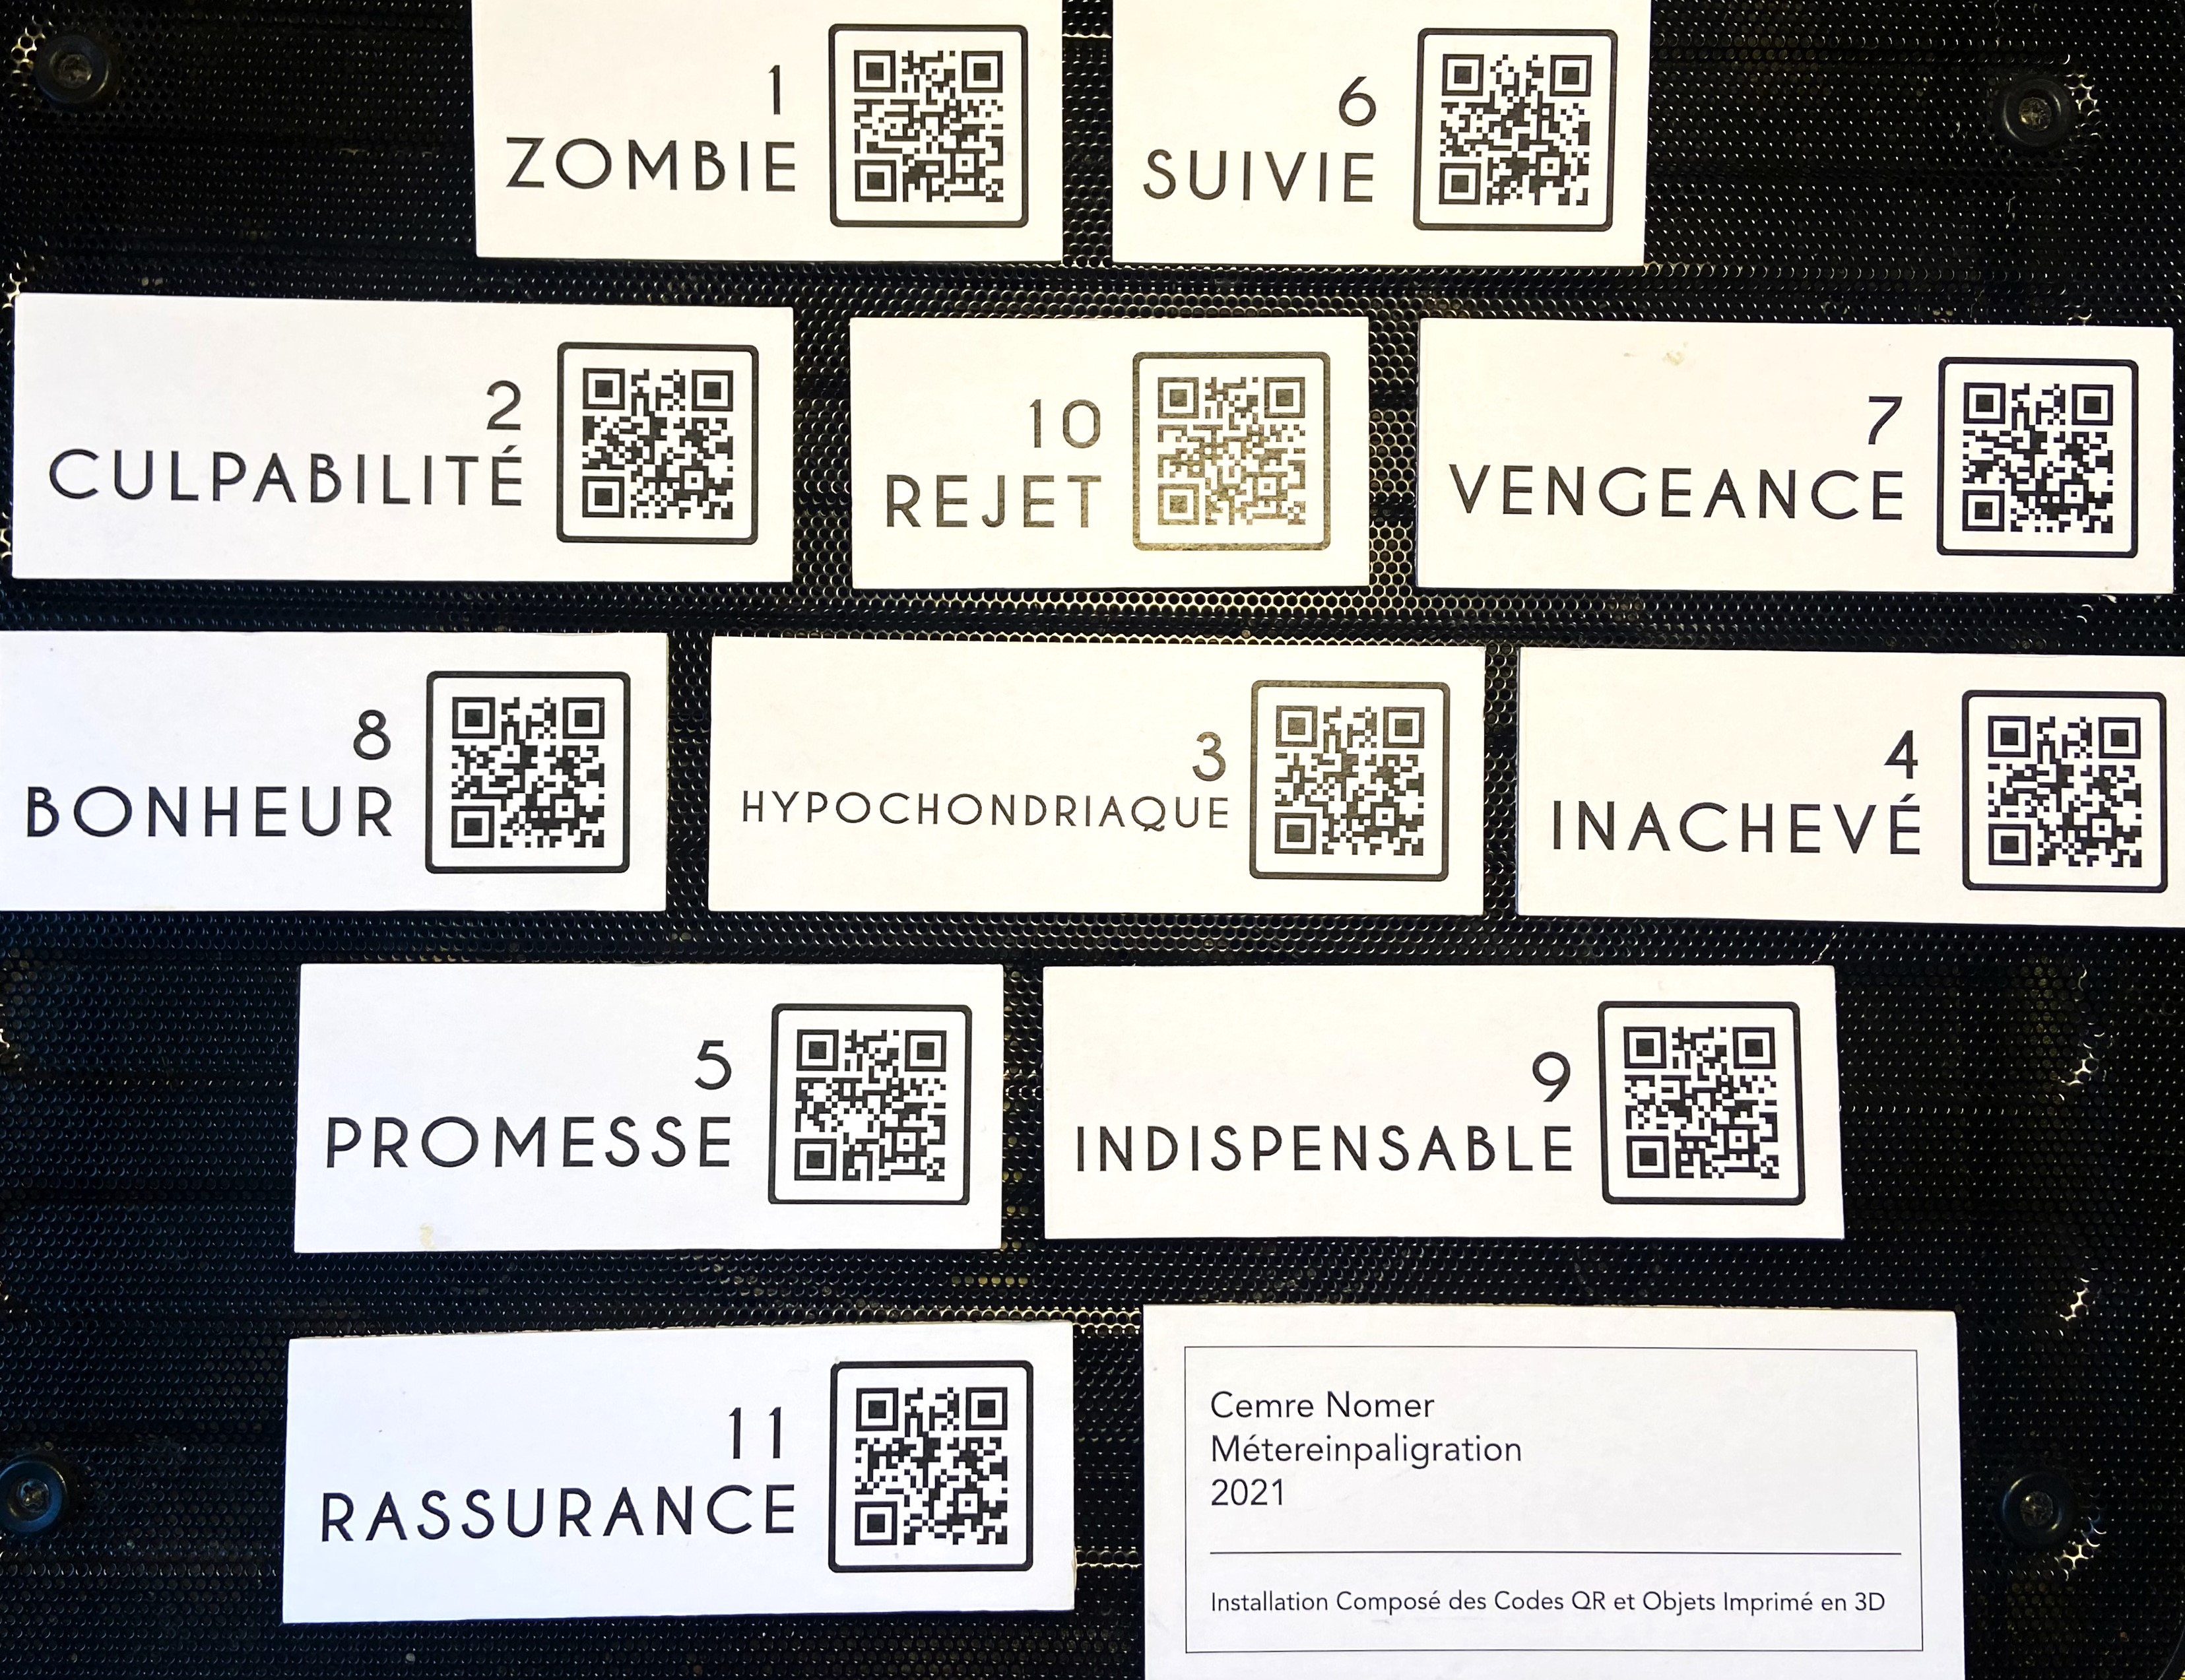 1
ZOMBIE
6
SUIVIE
2
CULPABILITÉ
10
REJET
7
VENGEANCE
8
BONHEUR
3
HYPOCHONDRIAQUE
4
INACHEVÉ
5
PROMESSE
9
INDISPENSABLE
11
RASSURANCE
Cemre Nomer
Métereinpaligration
2021
Installation Composé des Codes QR et Objets Imprimé en 3D